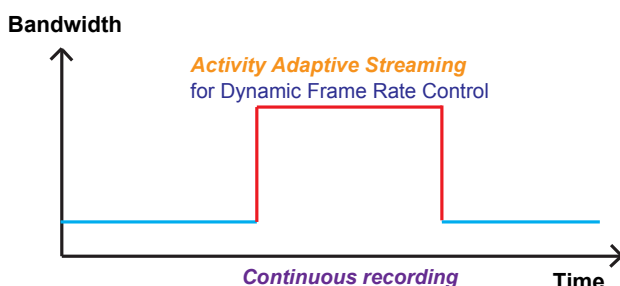 Bandwidth
Activity Adaptive Streaming
for Dynamic Frame Rate Control
Continuous recording
Time